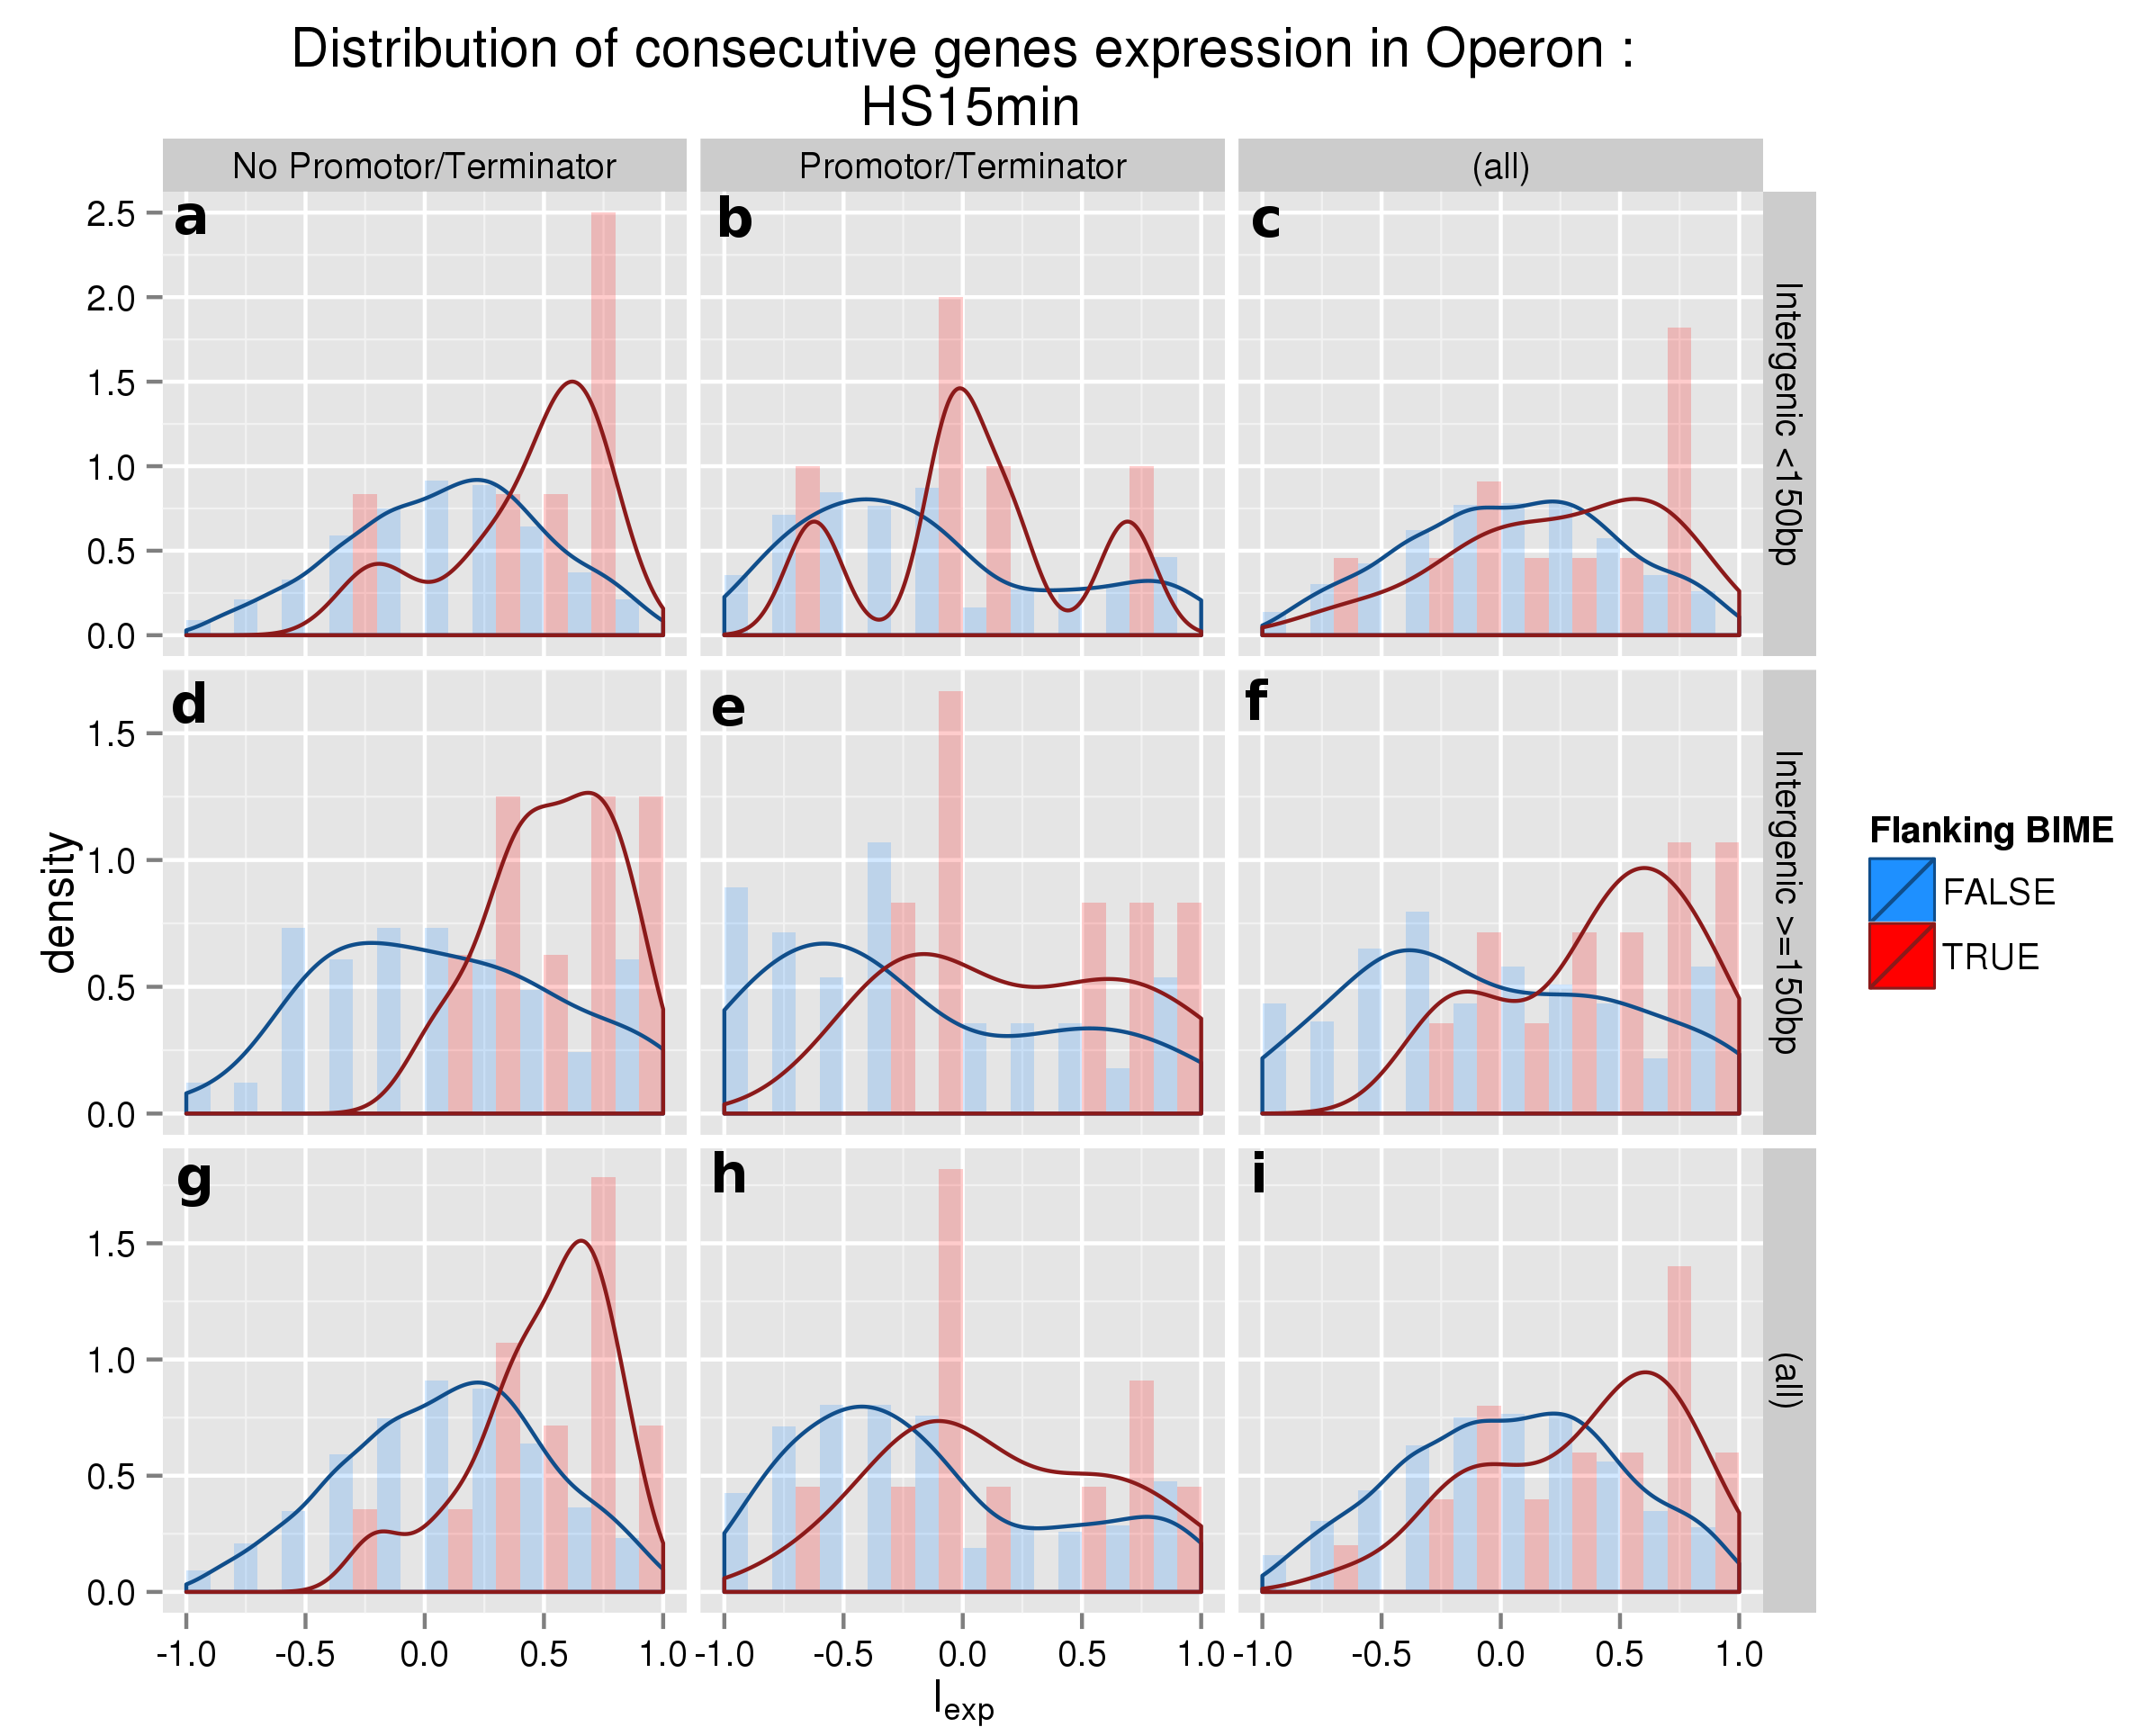 Distribution of consecutive genes expression in Operon :
HS15min
No Promotor/Terminator
Promotor/Terminator
(all)
a
b
c
2.5
2.0
1.5
1.0
0.5
0.0
Intergenic <150bp
d
e
f
1.5
1.0
0.5
0.0
Intergenic >=150bp
density
g
h
i
1.5
1.0
0.5
0.0
(all)
-1.0 -0.5 0.0 0.5 1.0
-1.0 -0.5 0.0 0.5 1.0
-1.0 -0.5 0.0 0.5 1.0
Iexp
Flanking BIME
FALSE
TRUE